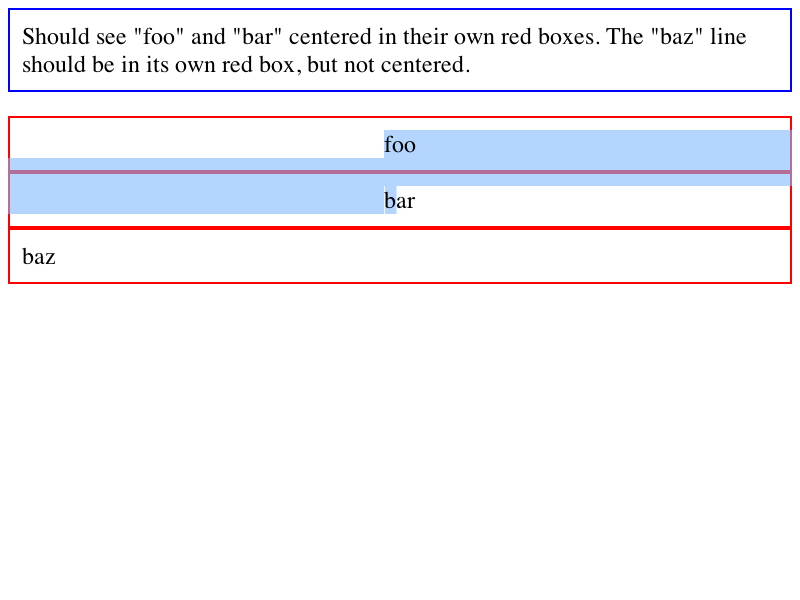 Should see "foo" and "bar" centered in their own red boxes. The "baz" line
should be in its own red box, but not centered.
foo
bar
baz